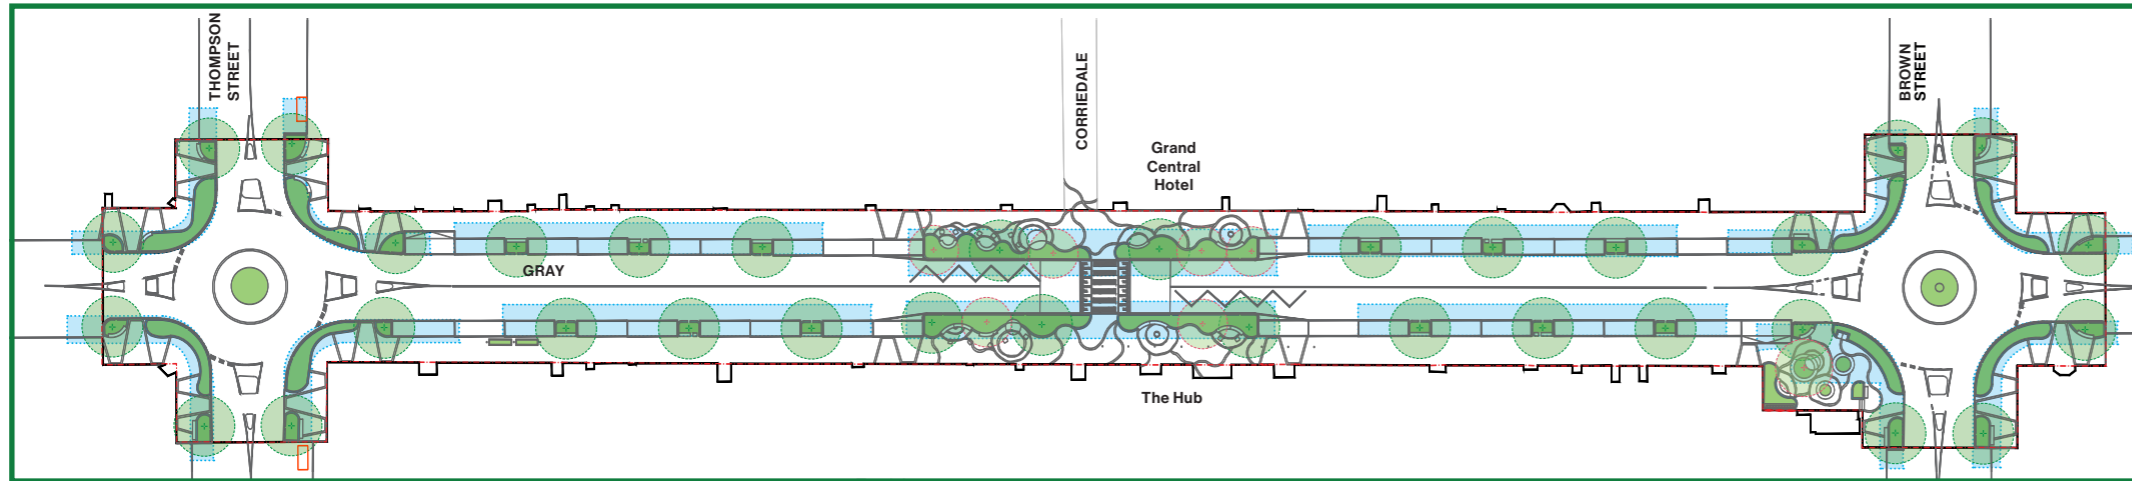 THOMPSON
STREET
CORRIEDALE
BROWN
STREET
Grand
Central
Hotel
GRAY
The Hub